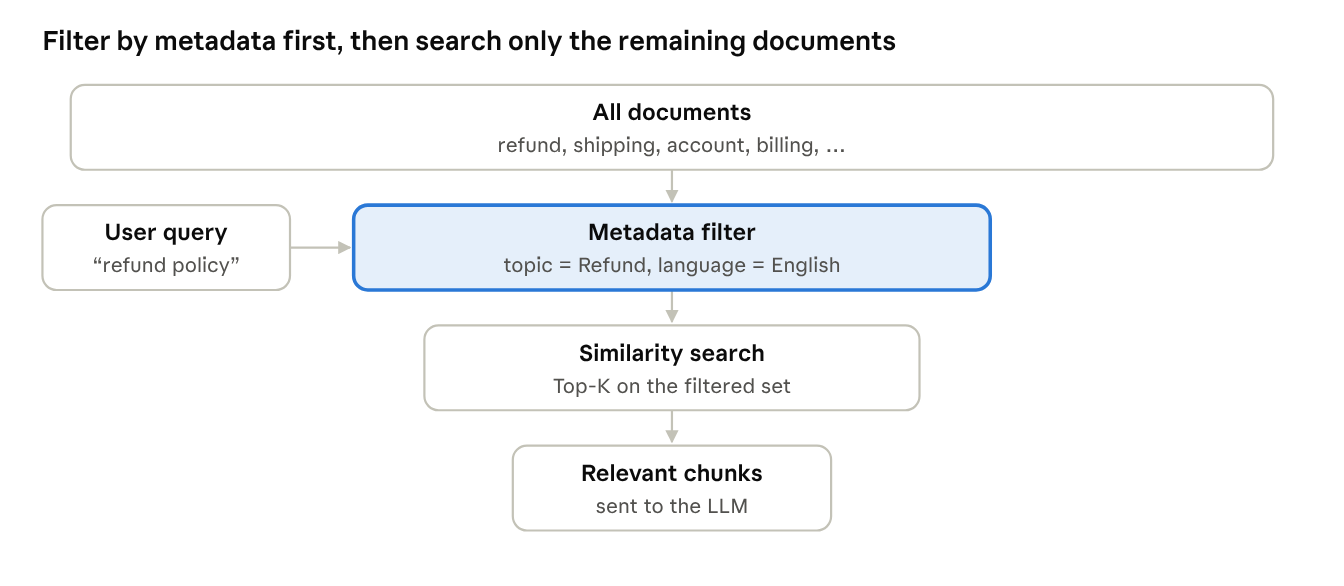 Filter by metadata first, then search only the remaining documents
All documents
refund, shipping, account, billing, ...
User query
“refund policy”
Metadata filter
topic = Refund, language = English
Similarity search
Top-K on the filtered set
Relevant chunks
sent to the LLM